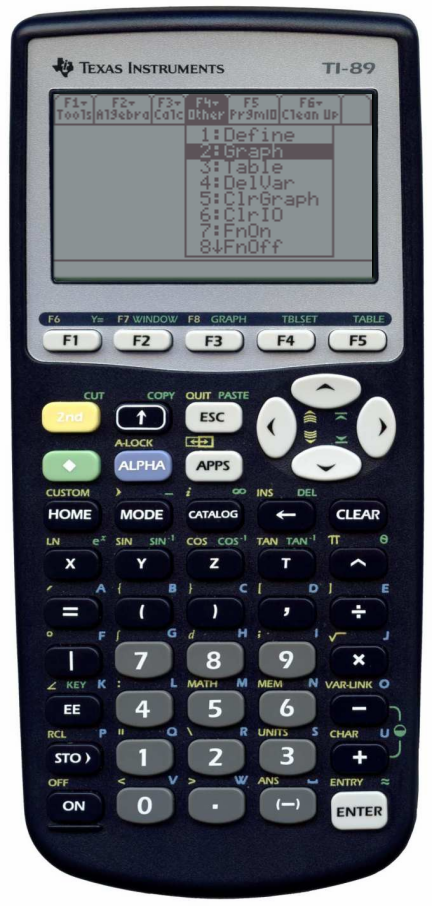 TEXAS INSTRUMENTS TI-89
F1▾ F2▾ F3▾ F4▾ F5 F6▾
Tools Algebra Calc Other PrgmIO Clean Up
1:Define
2:Graph
3:Table
4:DelVar
5:ClrGraph
6:ClrIO
7:FnOn
8↓FnOff
F6 Y= F7 WINDOW F8 GRAPH TBLSET TABLE
F1 F2 F3 F4 F5
CUT COPY QUIT PASTE
2nd ↑ ESC
A-LOCK
◆ ALPHA APPS
CUSTOM ► _ i ∞ INS DEL
HOME MODE CATALOG ← CLEAR
LN eˣ SIN SIN⁻¹ COS COS⁻¹ TAN TAN⁻¹ π θ
X Y Z T ^
′ A { B } C [ D ] E
= ( ) , ÷
° F ∫ G d H ; I √ J
| 7 8 9 ×
∠ KEY K : L MATH M MEM N VAR-LINK O
EE 4 5 6 −
RCL P " Q \ R UNITS S CHAR U
STO ► 1 2 3 +
OFF < V > W ANS ⎵ ENTRY ≈
ON 0 . (−) ENTER